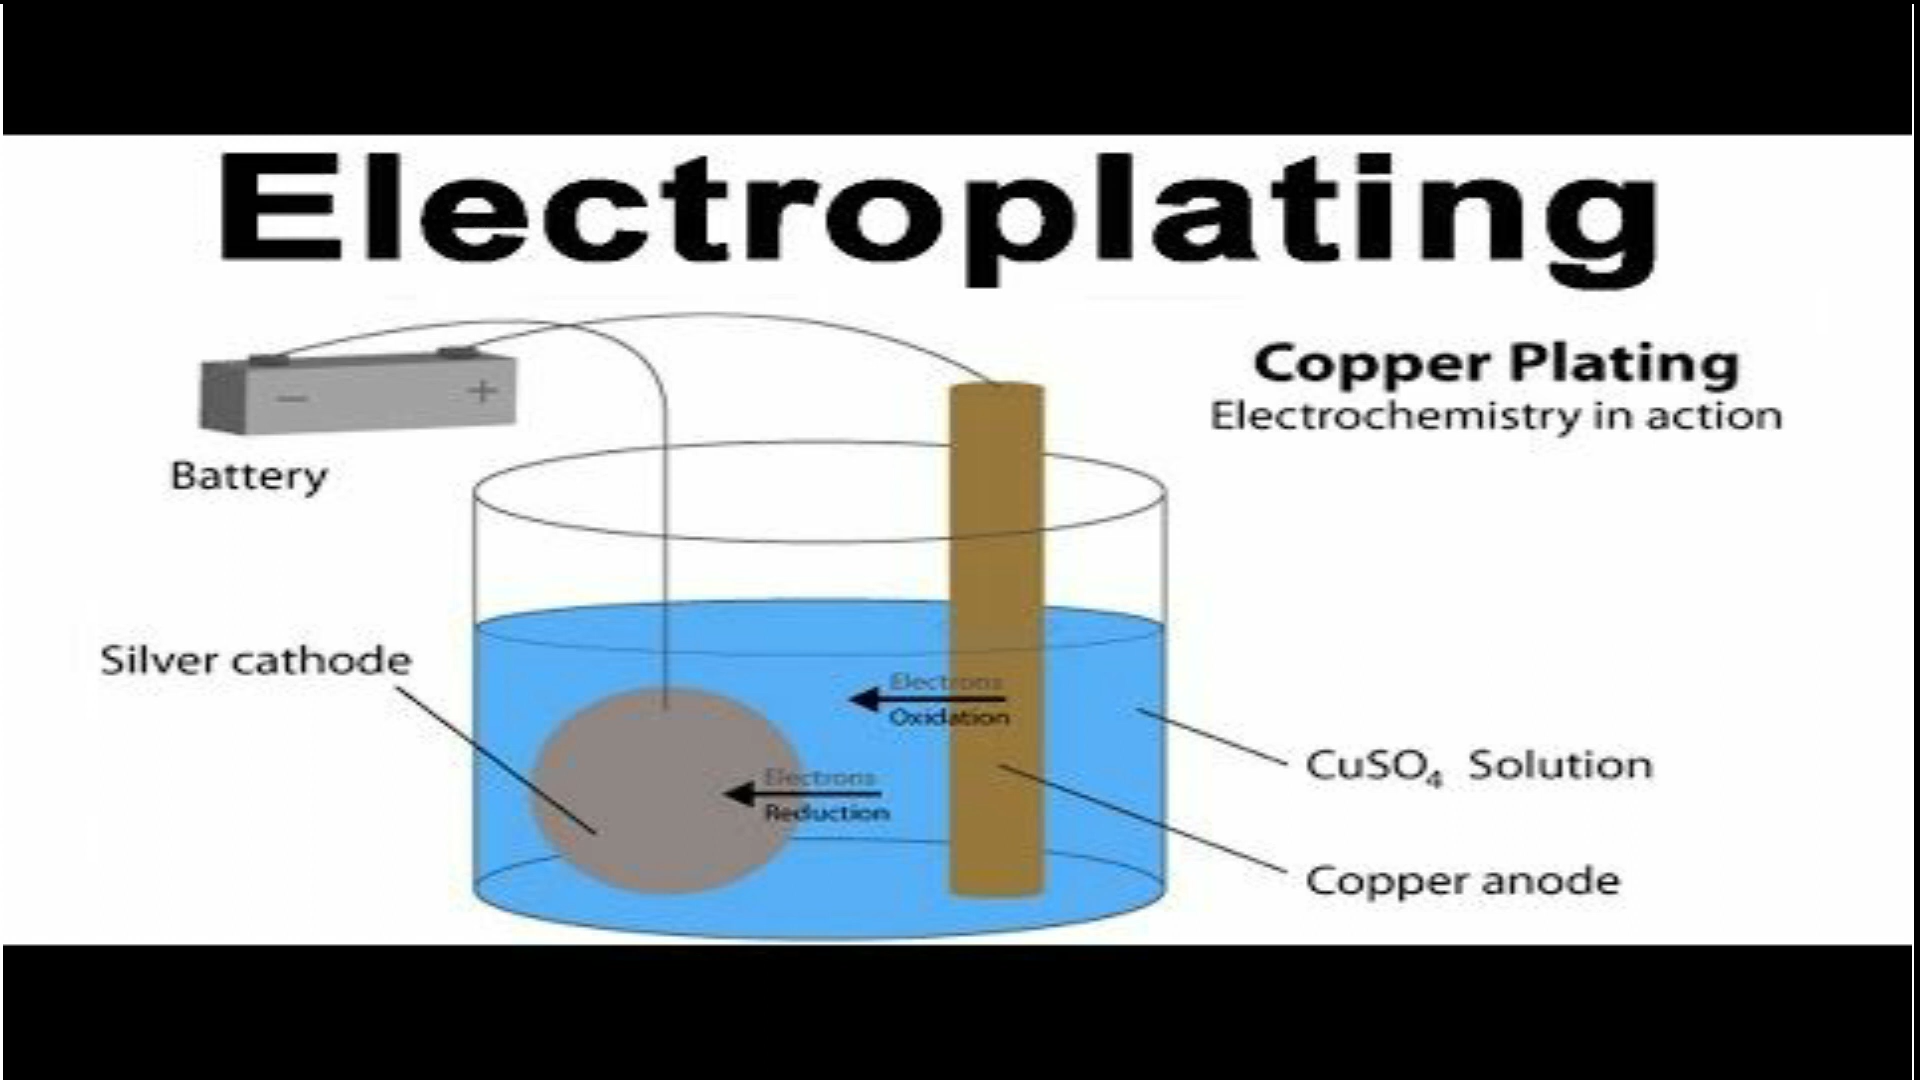 Electroplating
Copper Plating
Electrochemistry in action
− +
Battery
Silver cathode
Electrons
Oxidation
Electrons
Reduction
CuSO₄ Solution
Copper anode